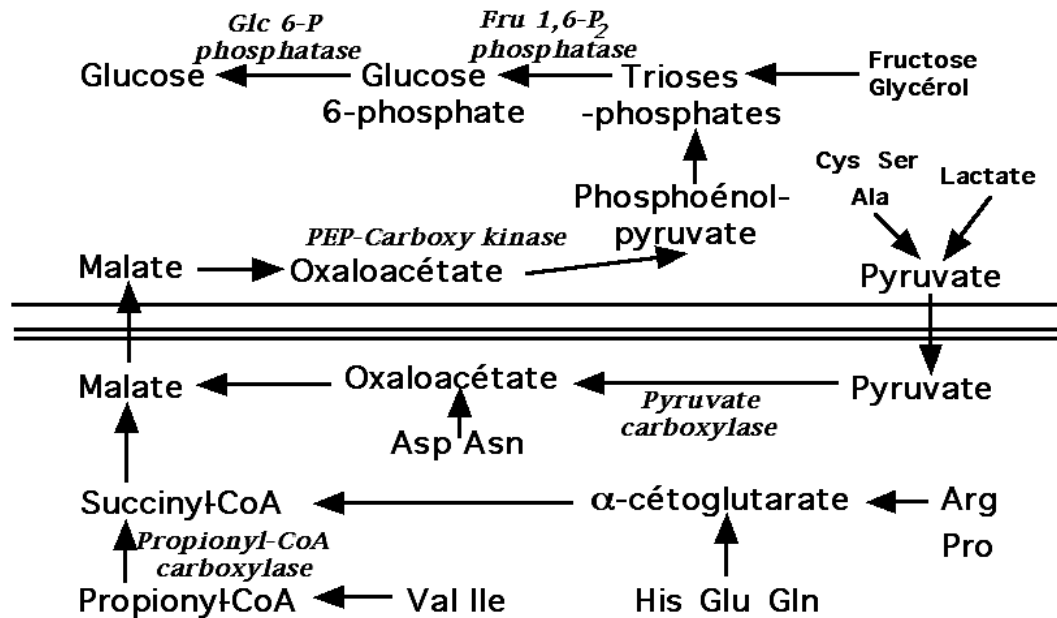 Glc 6-P
phosphatase
Fru 1,6-P2
phosphatase
Glucose
Glucose
6-phosphate
Trioses
-phosphates
Fructose
Glycérol
Cys Ser
Ala
Lactate
Phosphoénol-
pyruvate
PEP-Carboxy kinase
Malate
Oxaloacétate
Pyruvate
Malate
Oxaloacétate
Pyruvate
Pyruvate
carboxylase
Asp Asn
Succinyl-CoA
α-cétoglutarate
Arg
Pro
Propionyl-CoA
carboxylase
Propionyl-CoA
Val Ile
His Glu Gln